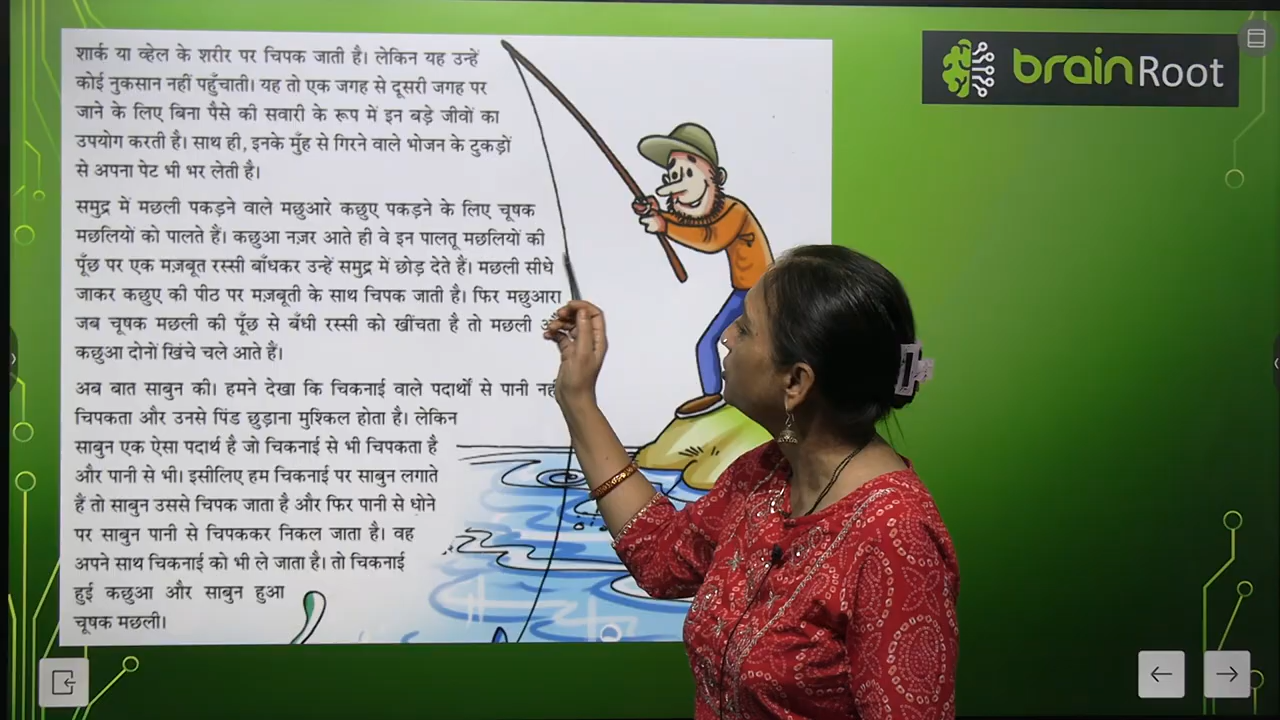 शार्क या व्हेल के शरीर पर चिपक जाती है। लेकिन यह उन्हें
कोई नुकसान नहीं पहुँचाती। यह तो एक जगह से दूसरी जगह पर
जाने के लिए बिना पैसे की सवारी के रूप में इन बड़े जीवों का
उपयोग करती है। साथ ही, इनके मुँह से गिरने वाले भोजन के टुकड़ों
से अपना पेट भी भर लेती है।
समुद्र में मछली पकड़ने वाले मछुआरे कछुए पकड़ने के लिए चूषक
मछलियों को पालते हैं। कछुआ नज़र आते ही वे इन पालतू मछलियों की
पूँछ पर एक मज़बूत रस्सी बाँधकर उन्हें समुद्र में छोड़ देते हैं। मछली सीधे
जाकर कछुए की पीठ पर मज़बूती के साथ चिपक जाती है। फिर मछुआरा
जब चूषक मछली की पूँछ से बँधी रस्सी को खींचता है तो मछली
कछुआ दोनों खिंचे चले आते हैं।
अब बात साबुन की। हमने देखा कि चिकनाई वाले पदार्थों से पानी
चिपकता और उनसे पिंड छुड़ाना मुश्किल होता है। लेकिन
साबुन एक ऐसा पदार्थ है जो चिकनाई से भी चिपकता है
और पानी से भी। इसीलिए हम चिकनाई पर साबुन लगाते
हैं तो साबुन उससे चिपक जाता है और फिर पानी से धोने
पर साबुन पानी से चिपककर निकल जाता है। वह
अपने साथ चिकनाई को भी ले जाता है। तो चिकनाई
हुई कछुआ और साबुन हुआ
चूषक मछली।
brainRoot